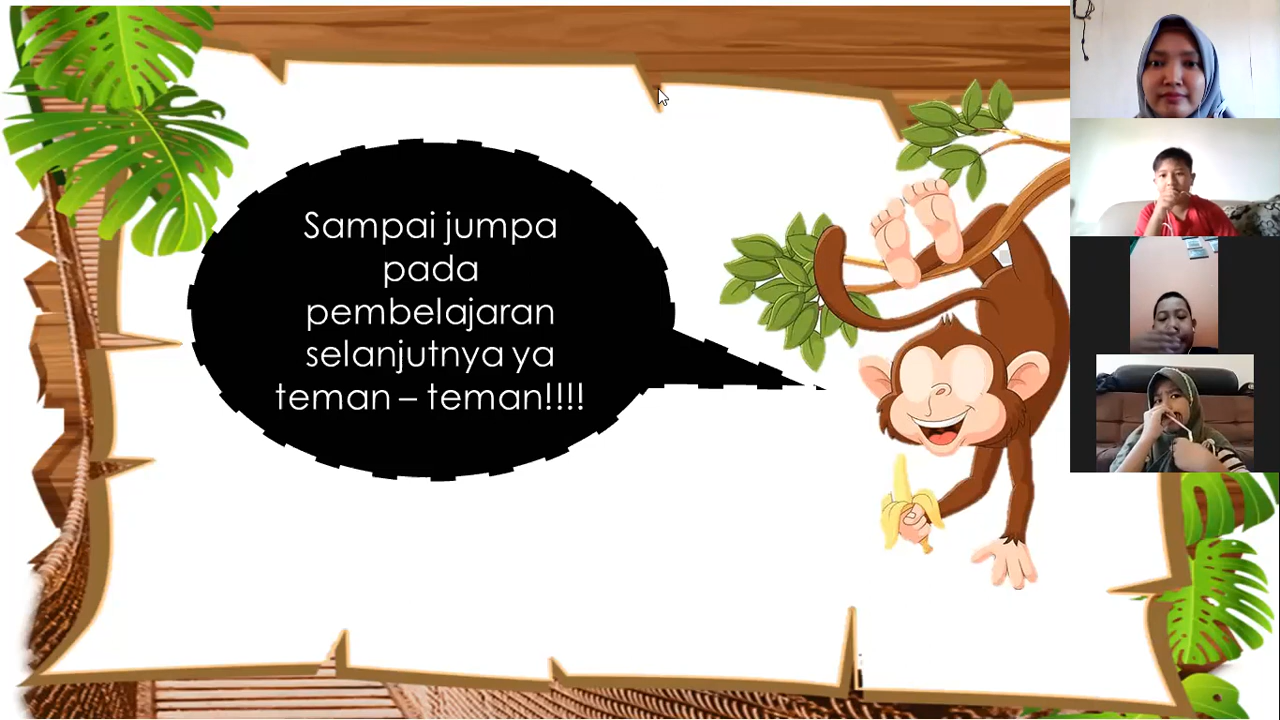 Sampai jumpa
pada
pembelajaran
selanjutnya ya
teman – teman!!!!